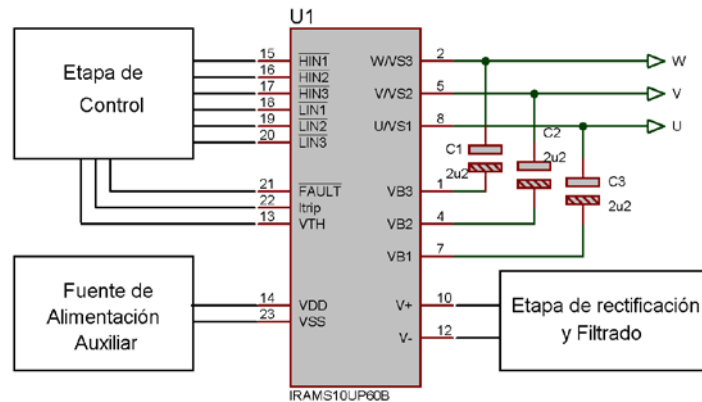 U1
Etapa de
Control
15 HIN1
16 HIN2
17 HIN3
18 LIN1
19 LIN2
20 LIN3
21 FAULT
22 Itrip
13 VTH
W/VS3 2 W
V/VS2 5 V
U/VS1 8 U
C1
2u2
C2
2u2
C3
2u2
VB3 1
VB2 4
VB1 7
Fuente de
Alimentación
Auxiliar
14 VDD
23 VSS
V+ 10
V- 12
Etapa de rectificación
y Filtrado
IRAMS10UP60B